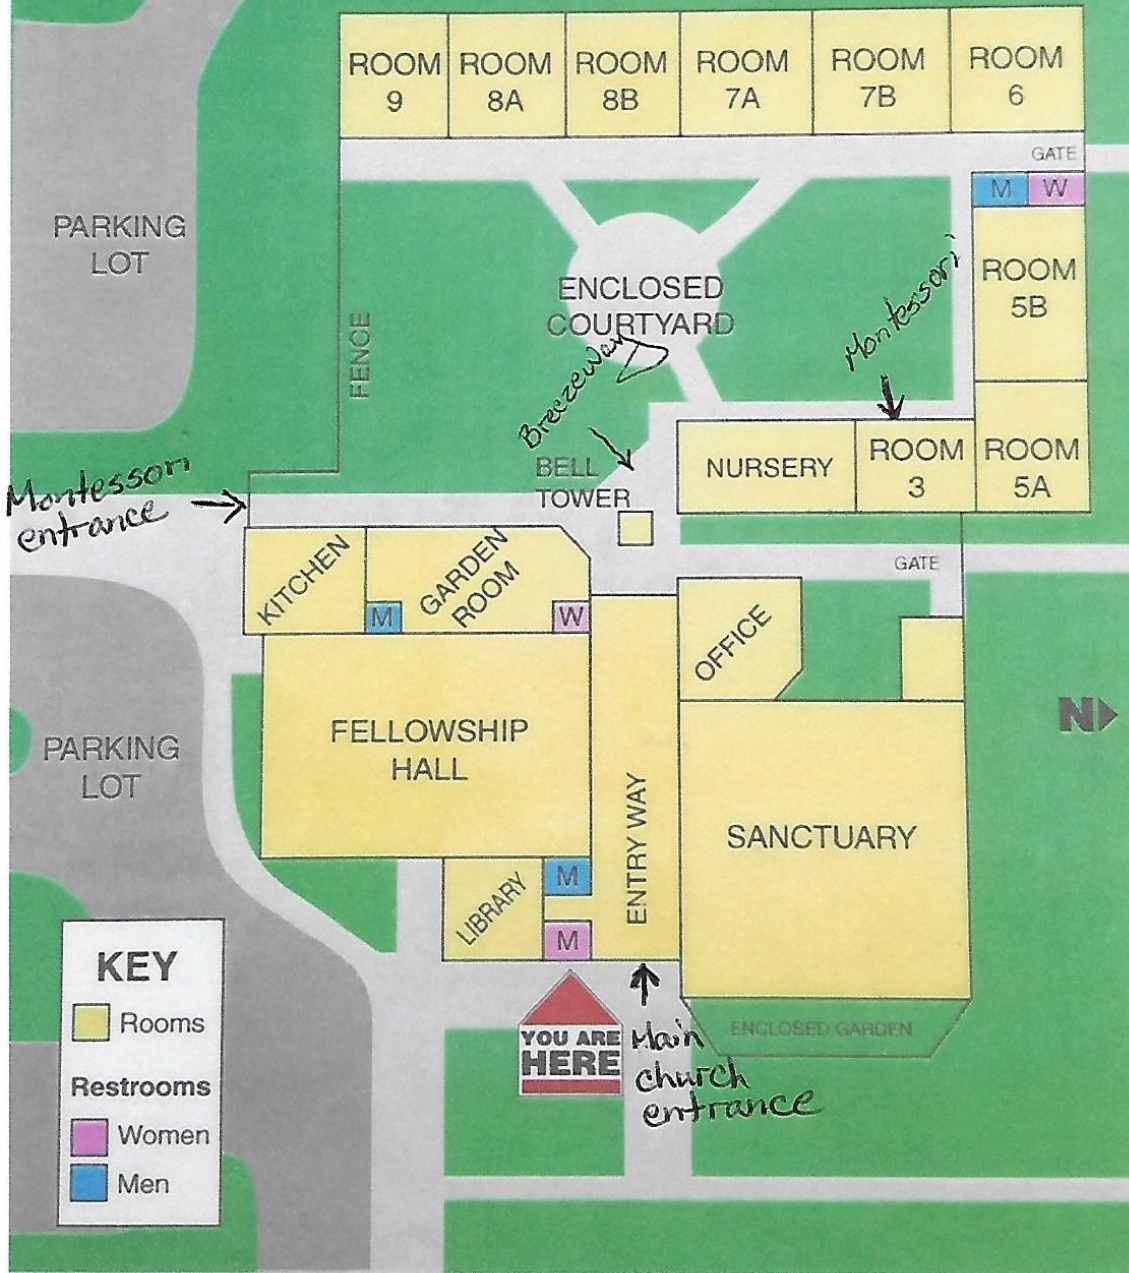 ROOM
9
ROOM
8A
ROOM
8B
ROOM
7A
ROOM
7B
ROOM
6
GATE
M
W
PARKING
LOT
ROOM
5B
ENCLOSED
COURTYARD
Montessori
FENCE
Breezeway
BELL
TOWER
NURSERY
ROOM
3
ROOM
5A
Montessori
entrance
KITCHEN
M
GARDEN
ROOM
W
GATE
OFFICE
N
FELLOWSHIP
HALL
PARKING
LOT
ENTRY WAY
SANCTUARY
LIBRARY
M
M
YOU ARE
HERE
Main
church
entrance
ENCLOSED GARDEN
KEY
Rooms
Restrooms
Women
Men